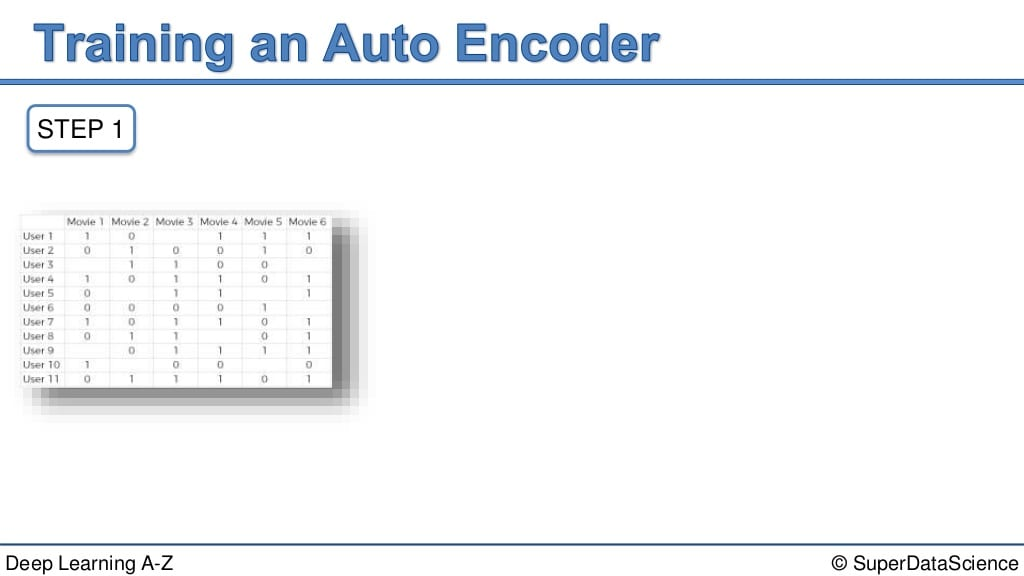 Training an Auto Encoder
STEP 1
Movie 1 Movie 2 Movie 3 Movie 4 Movie 5 Movie 6
User 1 1 0 1 1 1
User 2 0 1 0 0 1 0
User 3 1 1 0 0
User 4 1 0 1 1 0 1
User 5 0 1 1 1
User 6 0 0 0 0 1
User 7 1 0 1 1 0 1
User 8 0 1 1 0 1
User 9 0 1 1 1 1
User 10 1 0 0 0
User 11 0 1 1 1 0 1
Deep Learning A-Z
© SuperDataScience